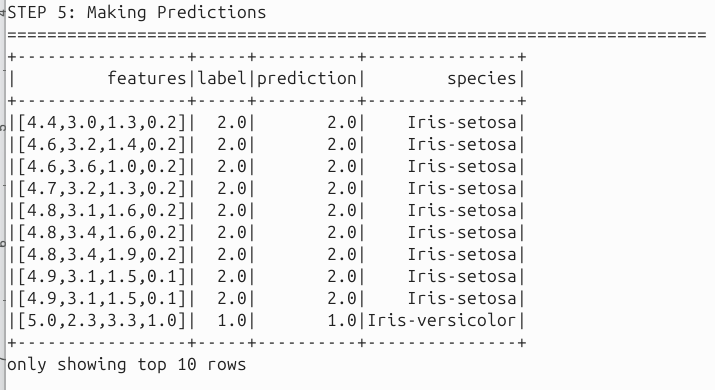 STEP 5: Making Predictions
======================================================================
+-----------------+-----+----------+---------------+
|         features|label|prediction|        species|
+-----------------+-----+----------+---------------+
|[4.4,3.0,1.3,0.2]|  2.0|       2.0|    Iris-setosa|
|[4.6,3.2,1.4,0.2]|  2.0|       2.0|    Iris-setosa|
|[4.6,3.6,1.0,0.2]|  2.0|       2.0|    Iris-setosa|
|[4.7,3.2,1.3,0.2]|  2.0|       2.0|    Iris-setosa|
|[4.8,3.1,1.6,0.2]|  2.0|       2.0|    Iris-setosa|
|[4.8,3.4,1.6,0.2]|  2.0|       2.0|    Iris-setosa|
|[4.8,3.4,1.9,0.2]|  2.0|       2.0|    Iris-setosa|
|[4.9,3.1,1.5,0.1]|  2.0|       2.0|    Iris-setosa|
|[4.9,3.1,1.5,0.1]|  2.0|       2.0|    Iris-setosa|
|[5.0,2.3,3.3,1.0]|  1.0|       1.0|Iris-versicolor|
+-----------------+-----+----------+---------------+
only showing top 10 rows